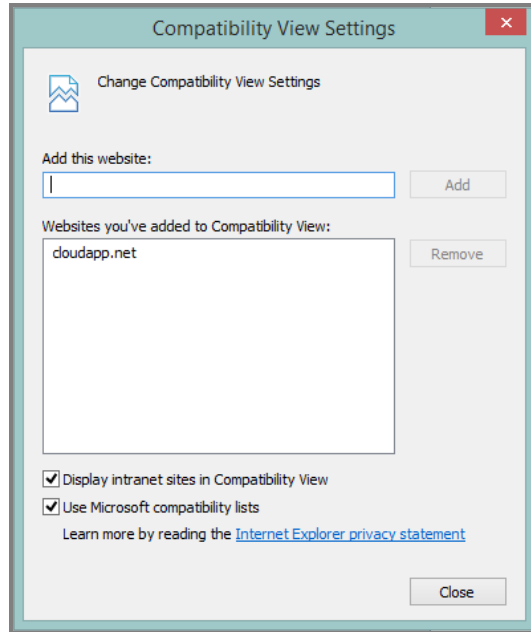 Compatibility View Settings
Change Compatibility View Settings
Add this website:
Add
Websites you've added to Compatibility View:
cloudapp.net
Remove
Display intranet sites in Compatibility View
Use Microsoft compatibility lists
Learn more by reading the Internet Explorer privacy statement
Close